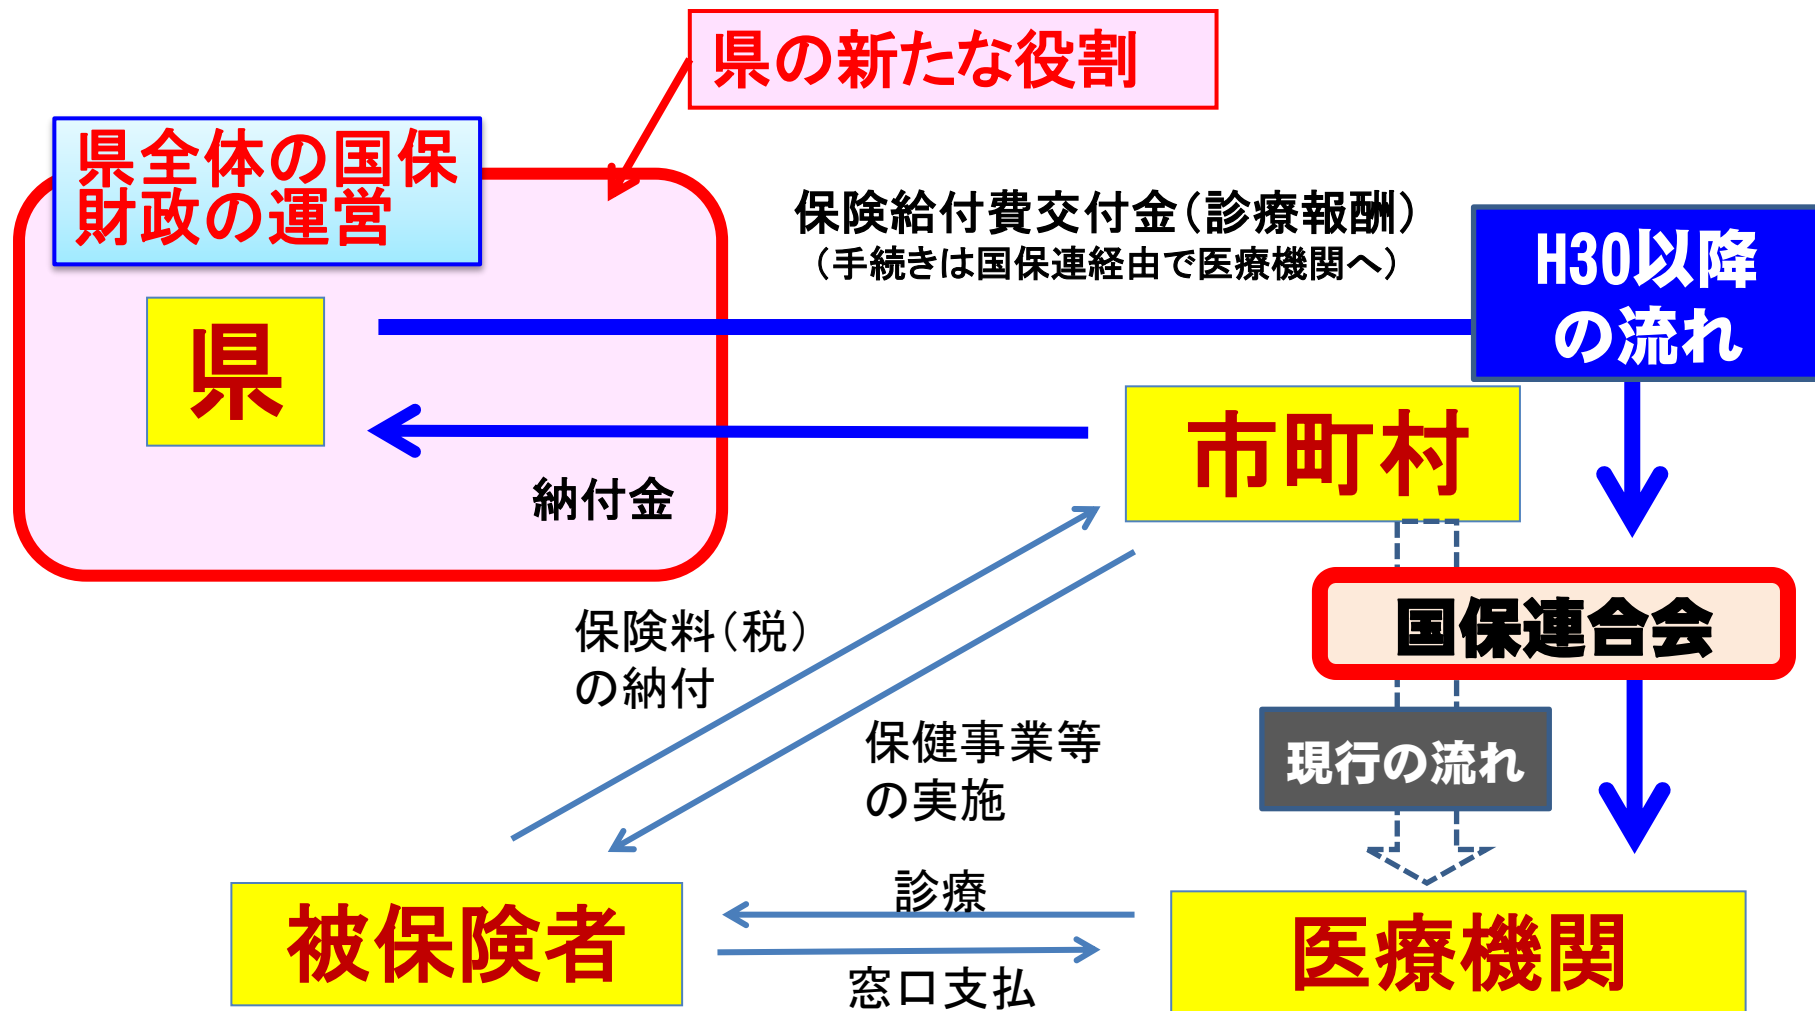 県の新たな役割
県全体の国保
財政の運営
保険給付費交付金（診療報酬）
（手続きは国保連経由で医療機関へ）
H30以降
の流れ
県
市町村
納付金
国保連合会
保険料（税）
の納付
現行の流れ
保健事業等
の実施
診療
被保険者
医療機関
窓口支払